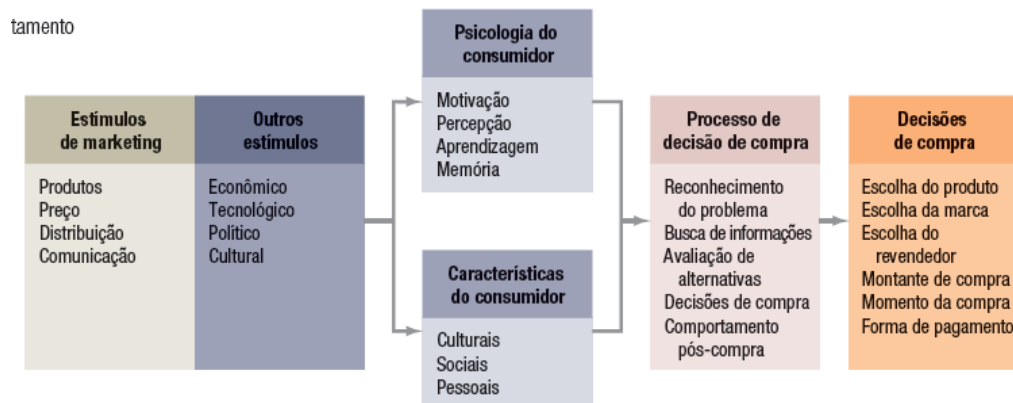 tamento
Estímulos
de marketing
Produtos
Preço
Distribuição
Comunicação
Outros
estímulos
Econômico
Tecnológico
Político
Cultural
Psicologia do
consumidor
Motivação
Percepção
Aprendizagem
Memória
Características
do consumidor
Culturais
Sociais
Pessoais
Processo de
decisão de compra
Reconhecimento
do problema
Busca de informações
Avaliação de
alternativas
Decisões de compra
Comportamento
pós-compra
Decisões
de compra
Escolha do produto
Escolha da marca
Escolha do
revendedor
Montante de compra
Momento da compra
Forma de pagamento